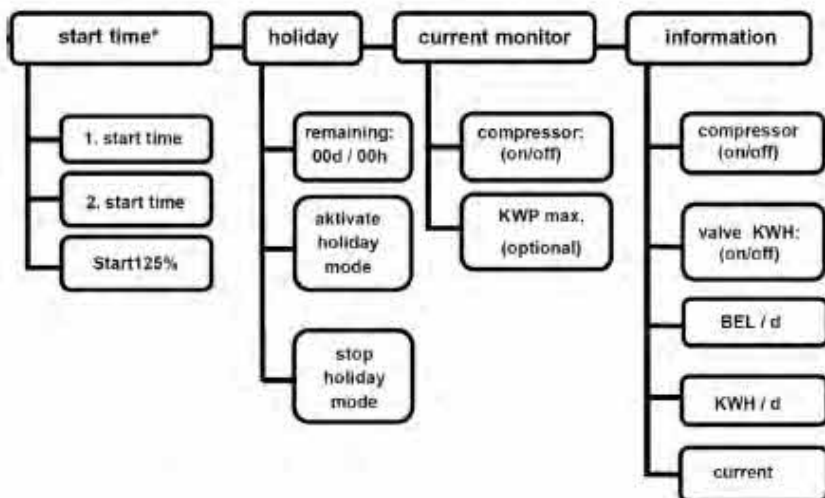 start time*
holiday
current monitor
information
1. start time
2. start time
Start125%
remaining:
00d / 00h
aktivate
holiday
mode
stop
holiday
mode
compressor:
(on/off)
KWP max.
(optional)
compressor
(on/off)
valve KWH:
(on/off)
BEL / d
KWH / d
current